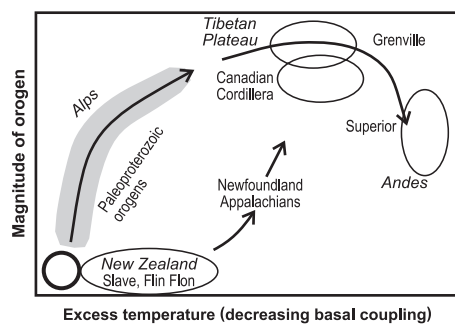 Magnitude of orogen
Tibetan
Plateau
Grenville
Canadian
Cordillera
Alps
Paleoproterozoic
orogens
Superior
Andes
Newfoundland
Appalachians
New Zealand
Slave, Flin Flon
Excess temperature (decreasing basal coupling)